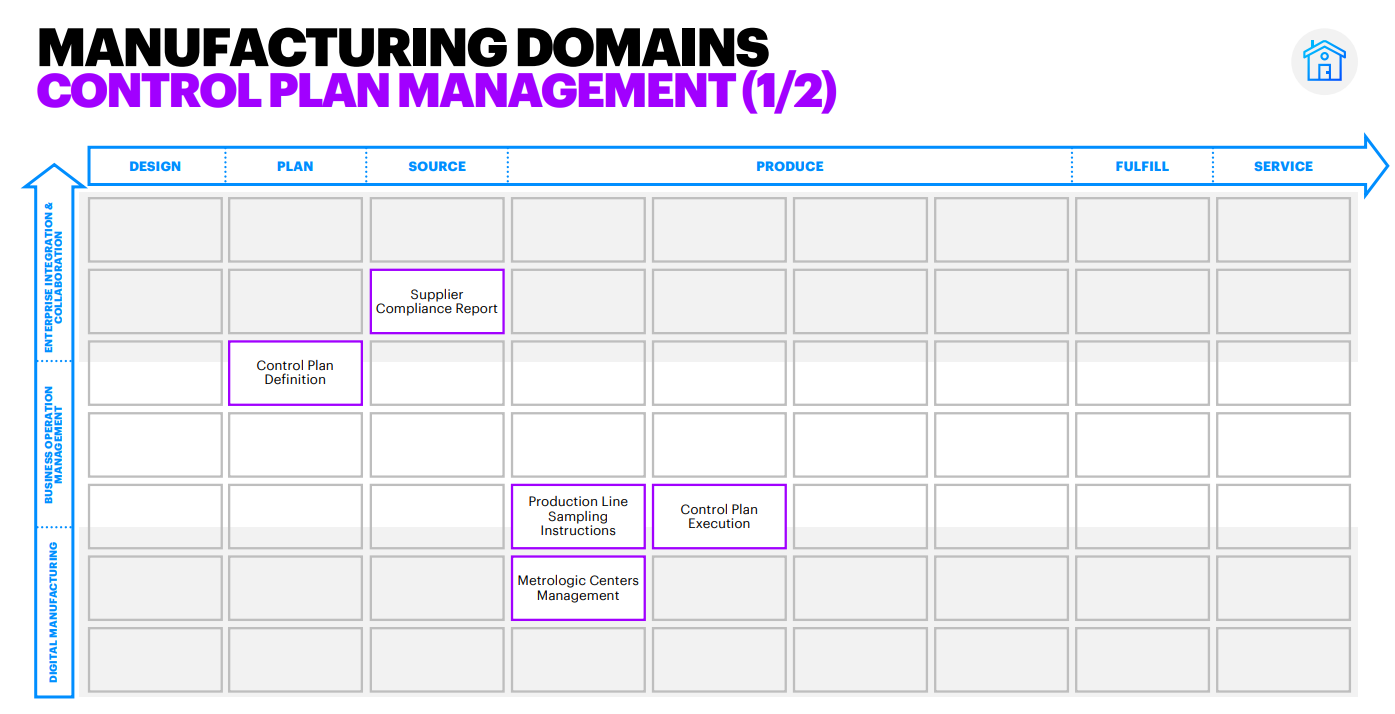 MANUFACTURING DOMAINS
CONTROL PLAN MANAGEMENT (1/2)
DESIGN
PLAN
SOURCE
PRODUCE
FULFILL
SERVICE
ENTERPRISE INTEGRATION &
COLLABORATION
Supplier
Compliance Report
Control Plan
Definition
BUSINESS OPERATION
MANAGEMENT
Production Line
Sampling
Instructions
Control Plan
Execution
DIGITAL MANUFACTURING
Metrologic Centers
Management